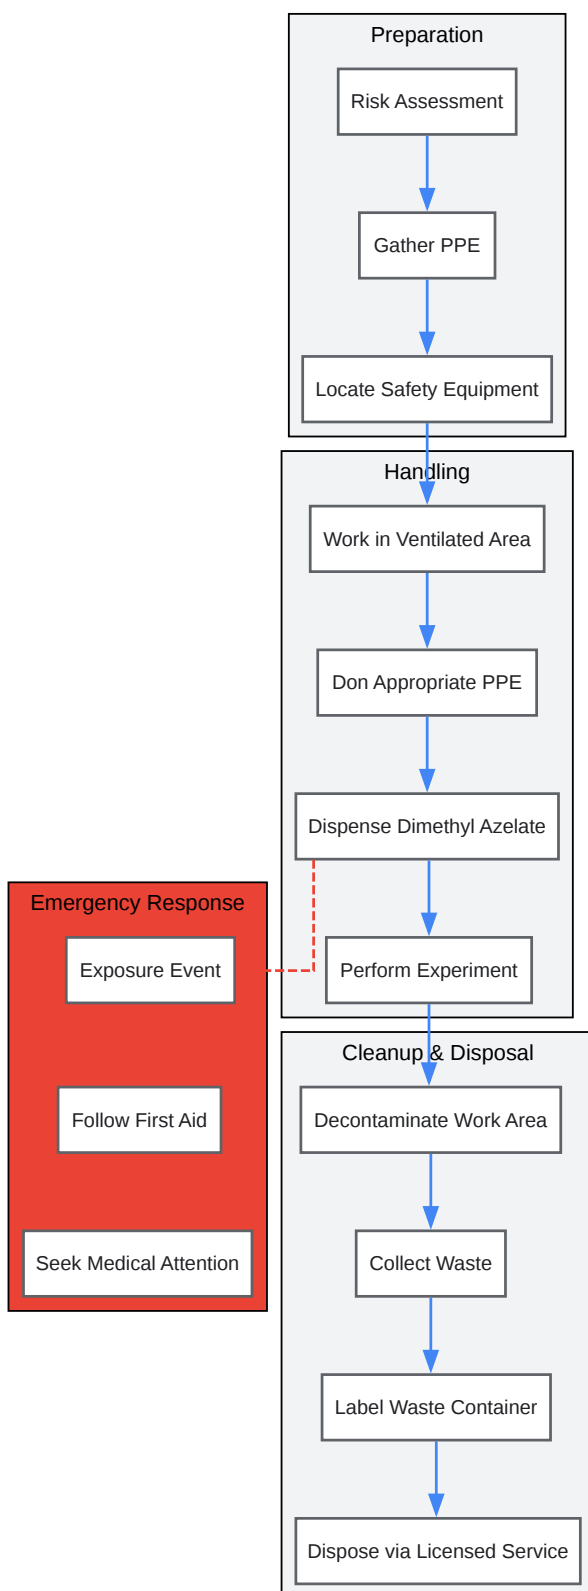 Preparation
Risk Assessment
Gather PPE
Locate Safety Equipment
Handling
Work in Ventilated Area
Don Appropriate PPE
Dispense Dimethyl Azelate
Perform Experiment
Emergency Response
Exposure Event
Follow First Aid
Seek Medical Attention
Cleanup & Disposal
Decontaminate Work Area
Collect Waste
Label Waste Container
Dispose via Licensed Service